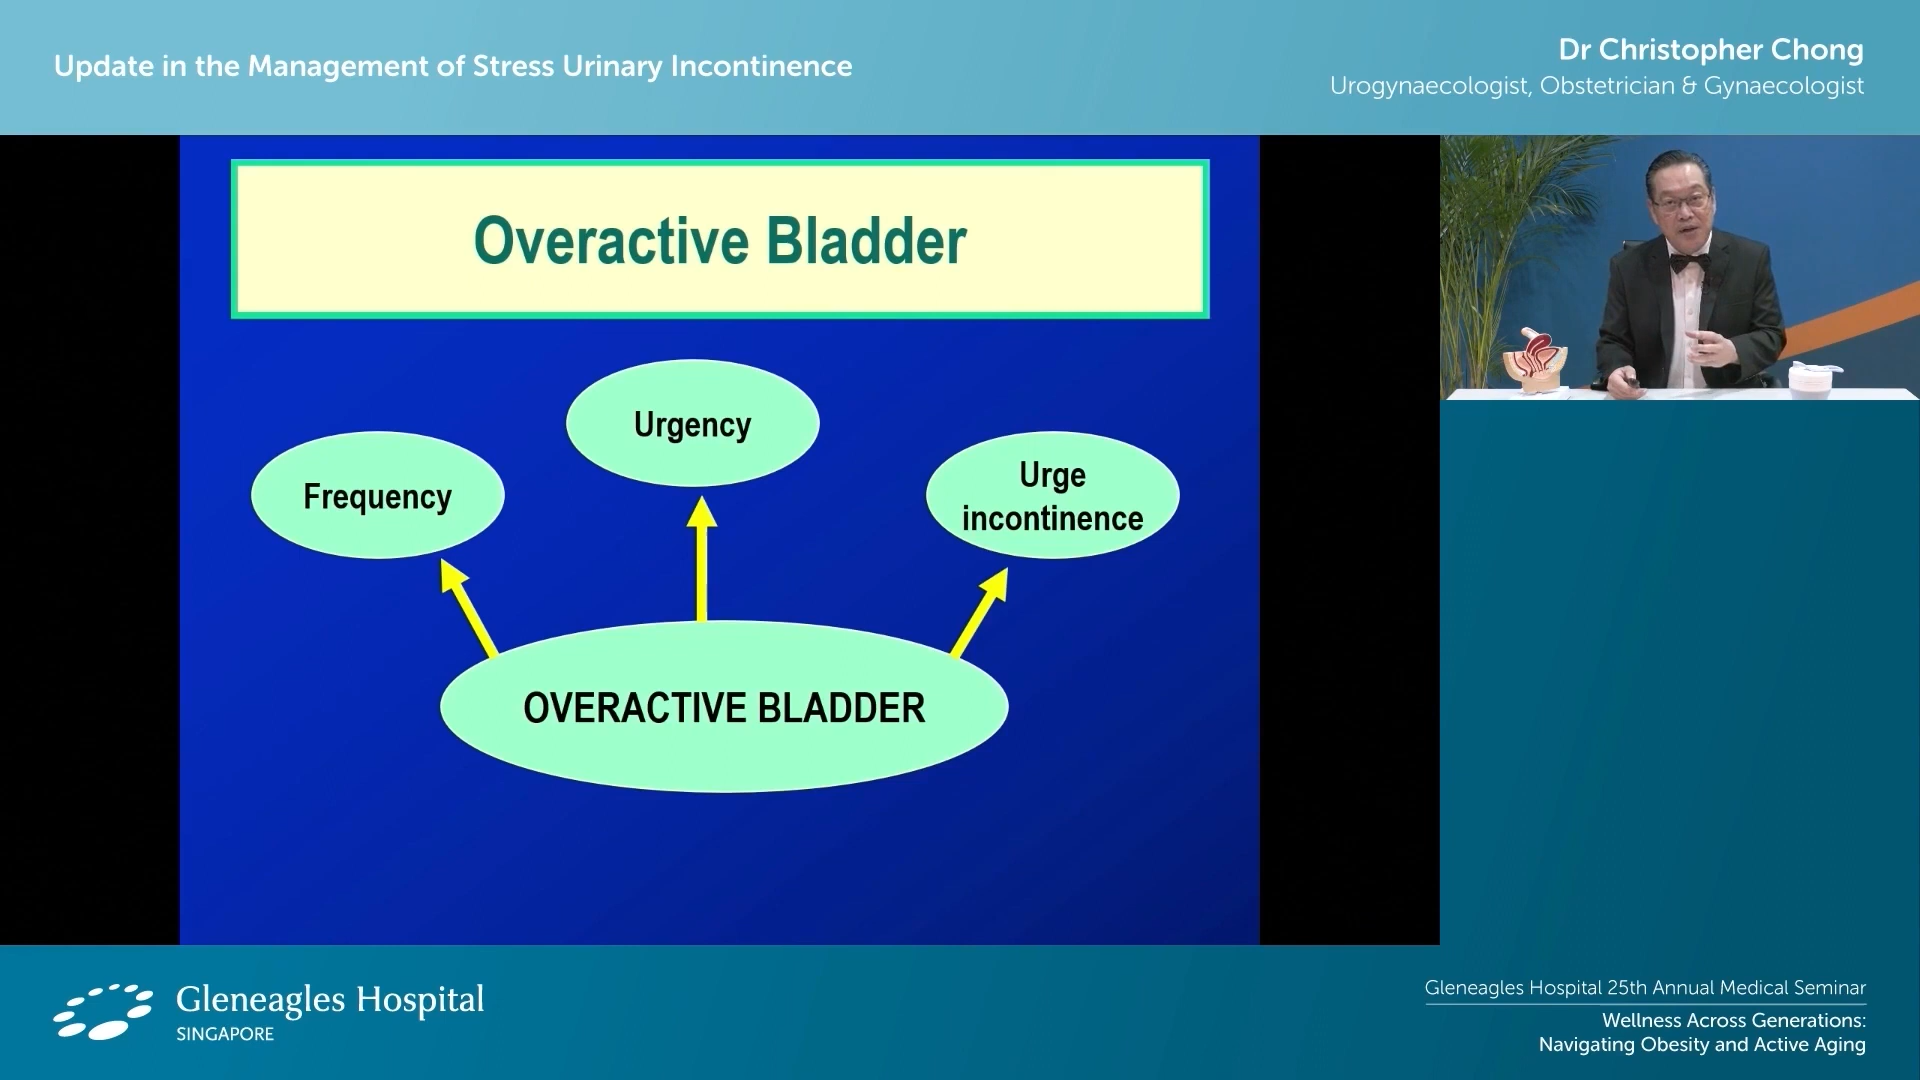 Update in the Management of Stress Urinary Incontinence
Dr Christopher Chong
Urogynaecologist, Obstetrician & Gynaecologist
Overactive Bladder
Urgency
Frequency
Urge
incontinence
OVERACTIVE BLADDER
Gleneagles Hospital
SINGAPORE
Gleneagles Hospital 25th Annual Medical Seminar
Wellness Across Generations:
Navigating Obesity and Active Aging